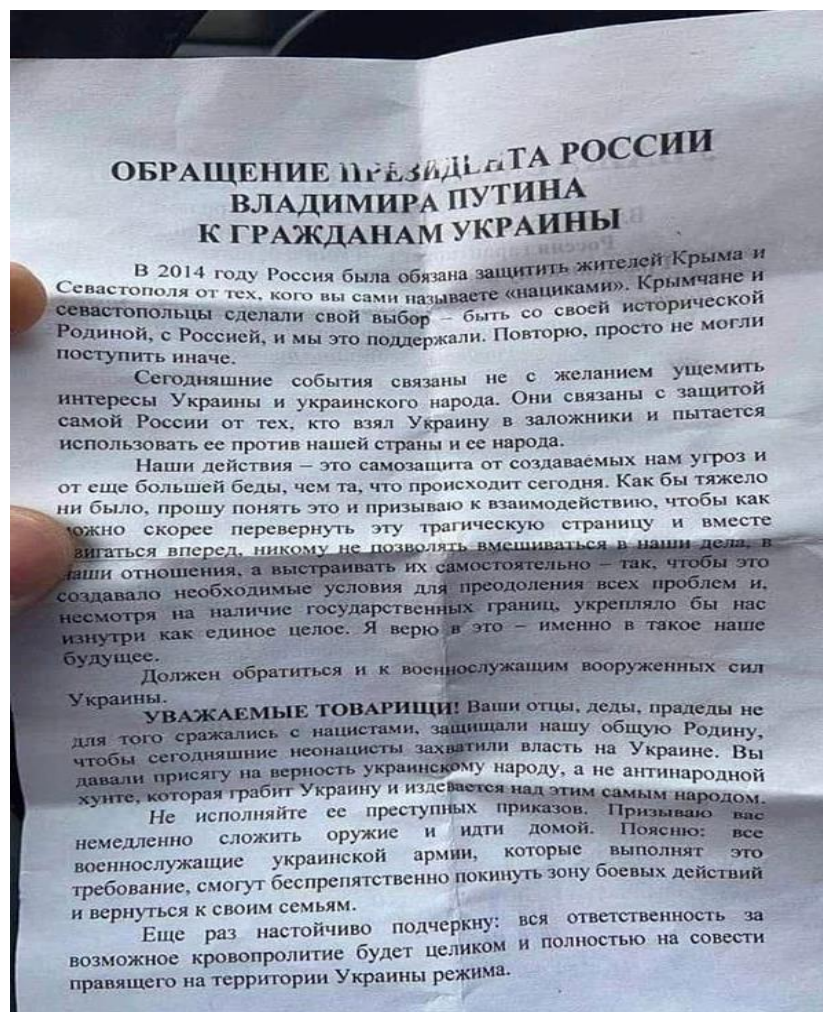 ОБРАЩЕНИЕ ПРЕЗИДЕНТА РОССИИ
ВЛАДИМИРА ПУТИНА
К ГРАЖДАНАМ УКРАИНЫ
В 2014 году Россия была обязана защитить жителей Крыма и
Севастополя от тех, кого вы сами называете «нациками». Крымчане и
севастопольцы сделали свой выбор – быть со своей исторической
Родиной, с Россией, и мы это поддержали. Повторю, просто не могли
поступить иначе.
Сегодняшние события связаны не с желанием ущемить
интересы Украины и украинского народа. Они связаны с защитой
самой России от тех, кто взял Украину в заложники и пытается
использовать ее против нашей страны и ее народа.
Наши действия – это самозащита от создаваемых нам угроз и
от еще большей беды, чем та, что происходит сегодня. Как бы тяжело
ни было, прошу понять это и призываю к взаимодействию, чтобы как
можно скорее перевернуть эту трагическую страницу и вместе
двигаться вперед, никому не позволять вмешиваться в наши дела, в
наши отношения, а выстраивать их самостоятельно – так, чтобы это
создавало необходимые условия для преодоления всех проблем и,
несмотря на наличие государственных границ, укрепляло бы нас
изнутри как единое целое. Я верю в это – именно в такое наше
будущее.
Должен обратиться и к военнослужащим вооруженных сил
Украины.
УВАЖАЕМЫЕ ТОВАРИЩИ! Ваши отцы, деды, прадеды не
для того сражались с нацистами, защищали нашу общую Родину,
чтобы сегодняшние неонацисты захватили власть на Украине. Вы
давали присягу на верность украинскому народу, а не антинародной
хунте, которая грабит Украину и издевается над этим самым народом.
Не исполняйте ее преступных приказов. Призываю вас
немедленно сложить оружие и идти домой. Поясню: все
военнослужащие украинской армии, которые выполнят это
требование, смогут беспрепятственно покинуть зону боевых действий
и вернуться к своим семьям.
Еще раз настойчиво подчеркну: вся ответственность за
возможное кровопролитие будет целиком и полностью на совести
правящего на территории Украины режима.